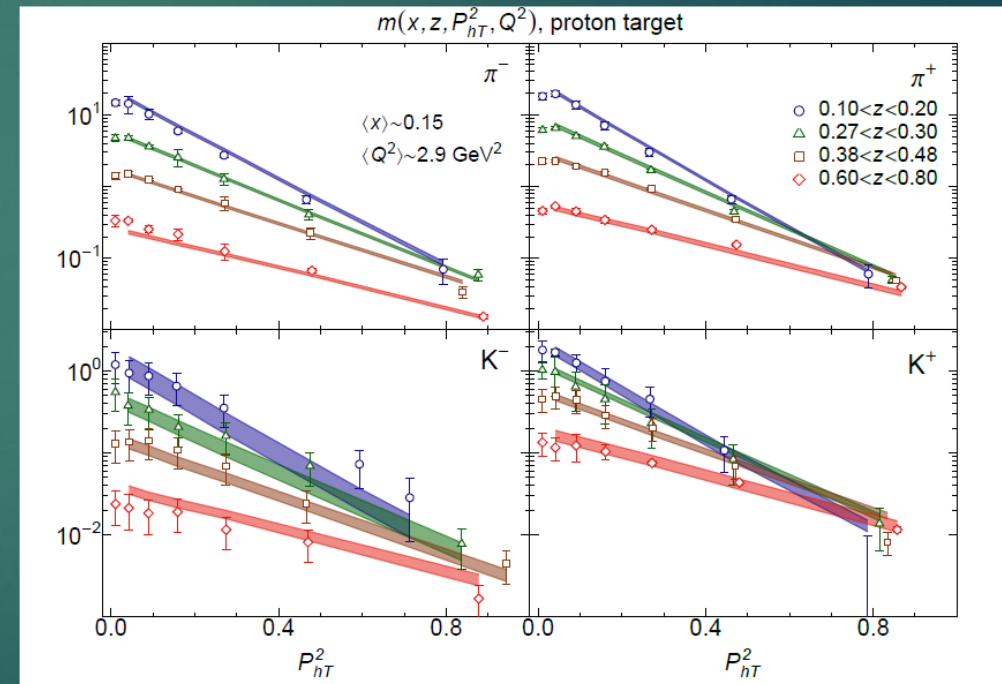 m(x, z, P²hT, Q²), proton target
π⁻
π⁺
⟨x⟩~0.15
⟨Q²⟩~2.9 GeV²
0.10<z<0.20
0.27<z<0.30
0.38<z<0.48
0.60<z<0.80
10¹
10⁻¹
K⁻
K⁺
10⁰
10⁻²
0.0 0.4 0.8 0.0 0.4 0.8
P²hT P²hT